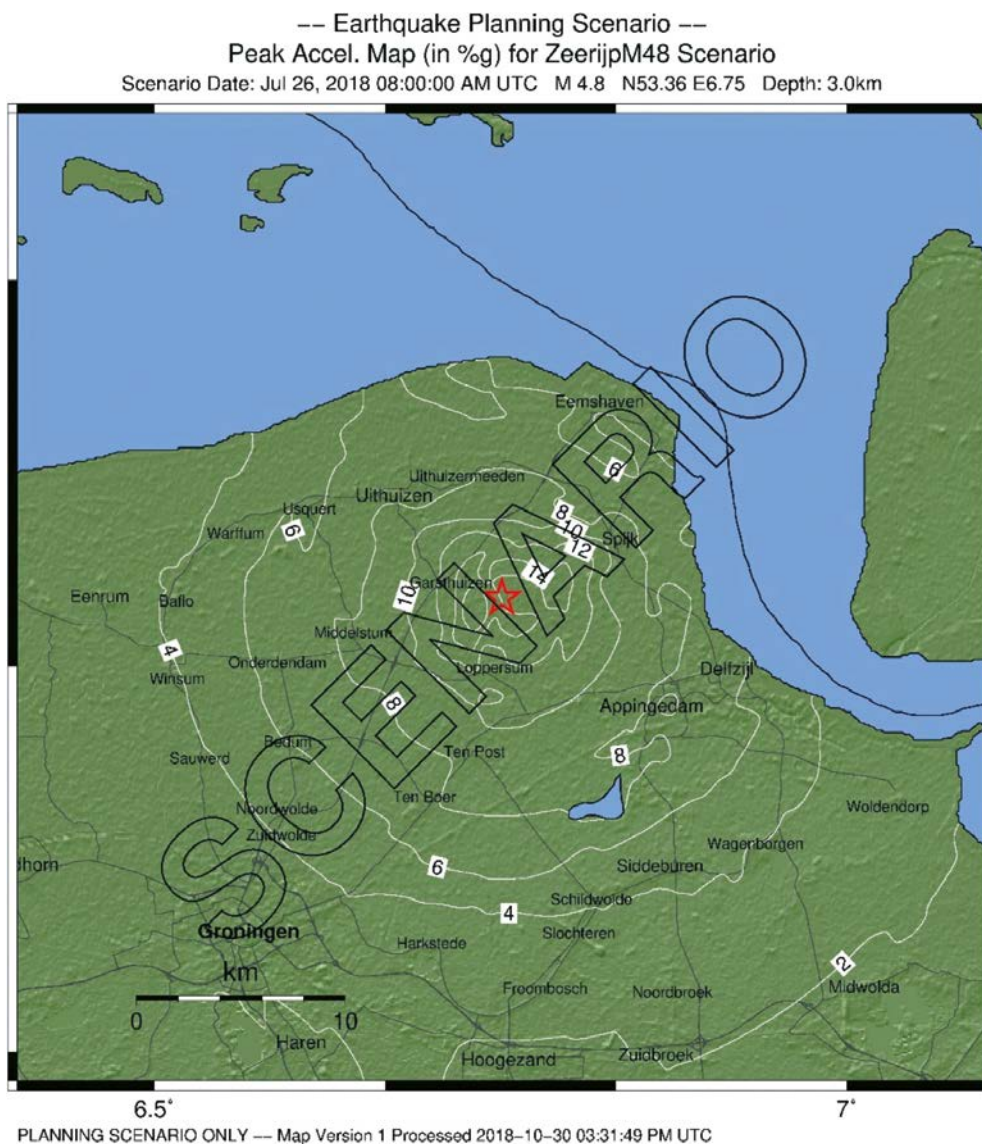 -- Earthquake Planning Scenario --
Peak Accel. Map (in %g) for ZeerijpM48 Scenario
Scenario Date: Jul 26, 2018 08:00:00 AM UTC M 4.8 N53.36 E6.75 Depth: 3.0km
SCENARIO
Eemshaven
6
Uithuizermeeden
Uithuizen
Usquert
8
Warffum
6
10
Spijk
12
14
Garsthuizen
Eenrum
Baflo
10
Middelstum
4
Onderdendam
Loppersum
Delfzijl
Winsum
8
Appingedam
Bedum
Ten Post
8
Sauwerd
Ten Boer
Noordwolde
Woldendorp
Zuidwolde
Wagenborgen
dhorn
6
Siddeburen
Schildwolde
4
Groningen
Slochteren
Harkstede
2
km
Froombosch
Noordbroek
Midwolda
0 10
Haren
Hoogezand
Zuidbroek
6.5˚ 7˚
PLANNING SCENARIO ONLY -- Map Version 1 Processed 2018-10-30 03:31:49 PM UTC